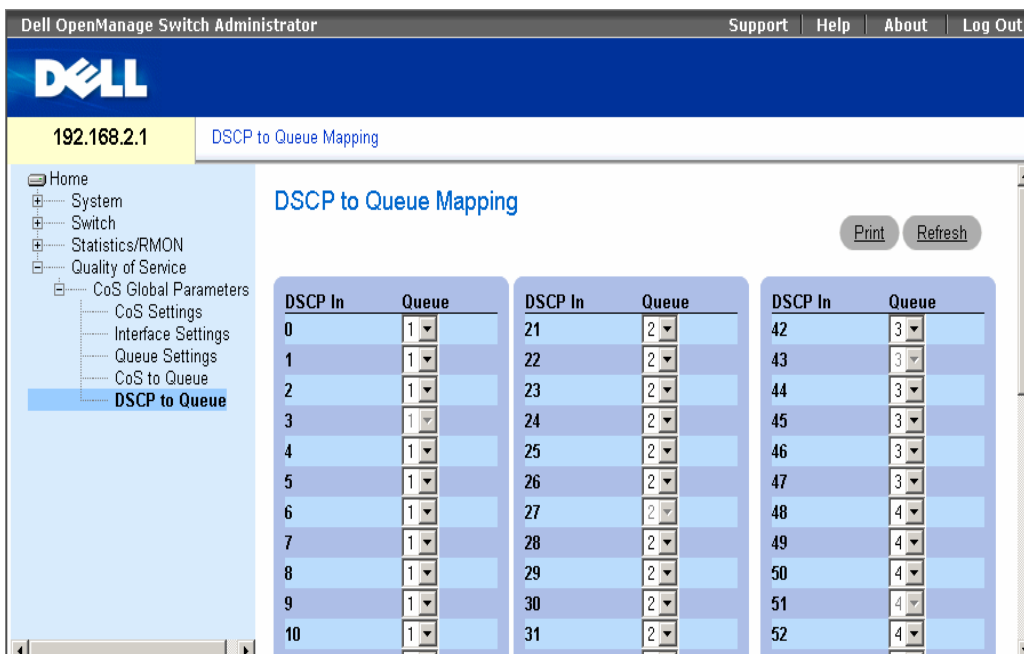 Dell OpenManage Switch Administrator Support Help About Log Out
DELL
192.168.2.1 DSCP to Queue Mapping
Home
System
Switch
Statistics/RMON
Quality of Service
CoS Global Parameters
CoS Settings
Interface Settings
Queue Settings
CoS to Queue
DSCP to Queue
DSCP to Queue Mapping
Print Refresh
DSCP In Queue DSCP In Queue DSCP In Queue
0 1 21 2 42 3
1 1 22 2 43 3
2 1 23 2 44 3
3 1 24 2 45 3
4 1 25 2 46 3
5 1 26 2 47 3
6 1 27 2 48 4
7 1 28 2 49 4
8 1 29 2 50 4
9 1 30 2 51 4
10 1 31 2 52 4